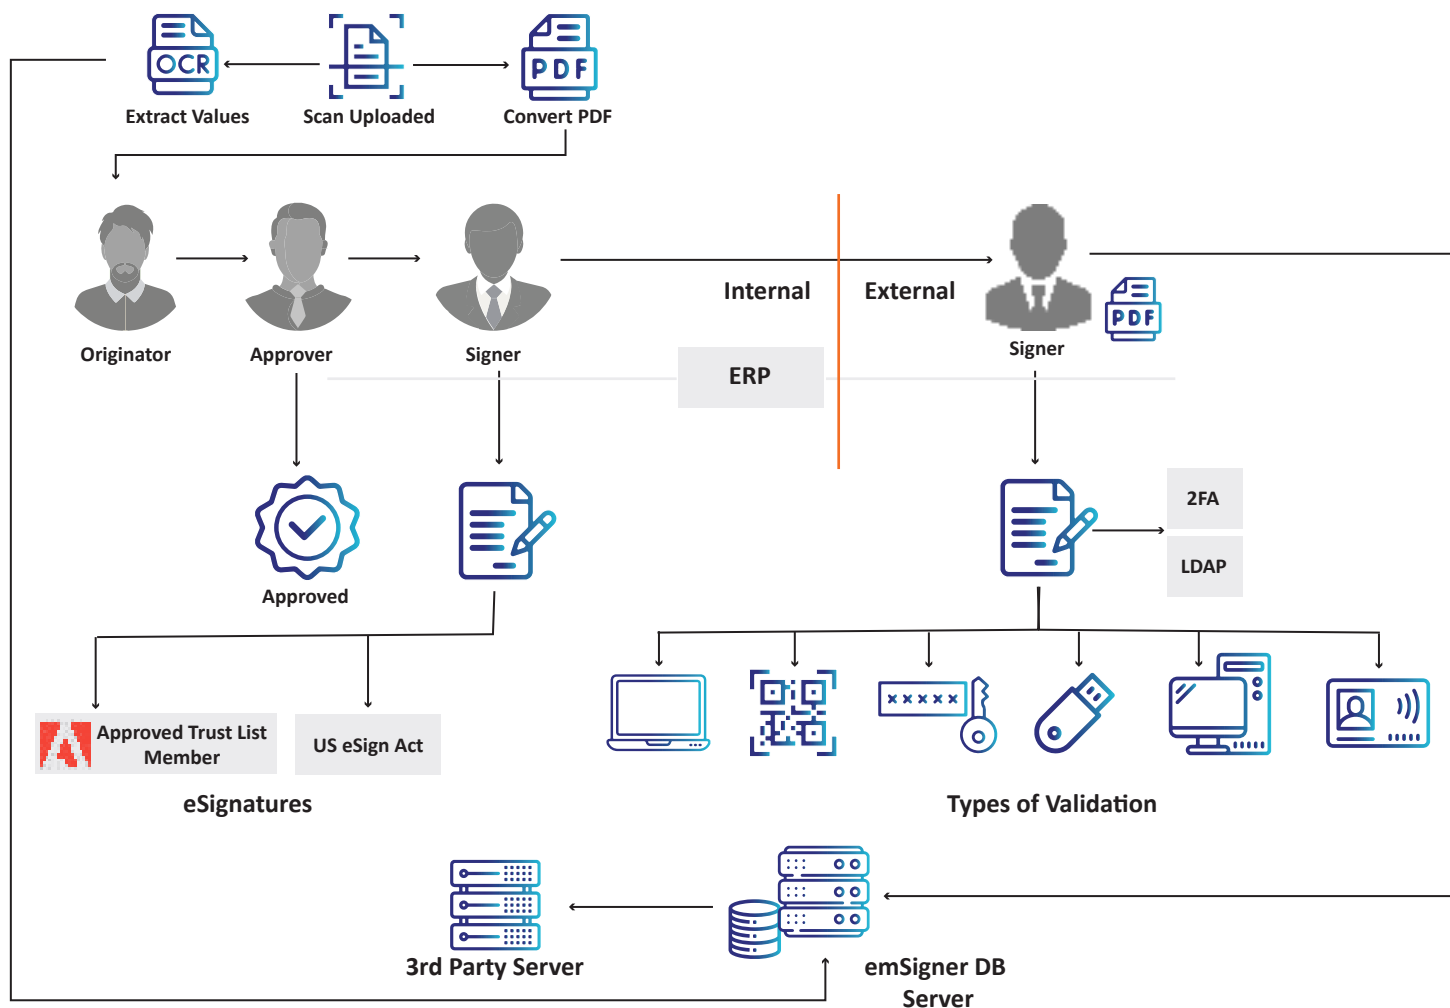 OCR
PDF
Extract Values
Scan Uploaded
Convert PDF
Internal
External
PDF
Originator
Approver
Signer
Signer
ERP
2FA
LDAP
Approved
Approved Trust List
Member
US eSign Act
xxxxx
eSignatures
Types of Validation
3rd Party Server
emSigner DB
Server